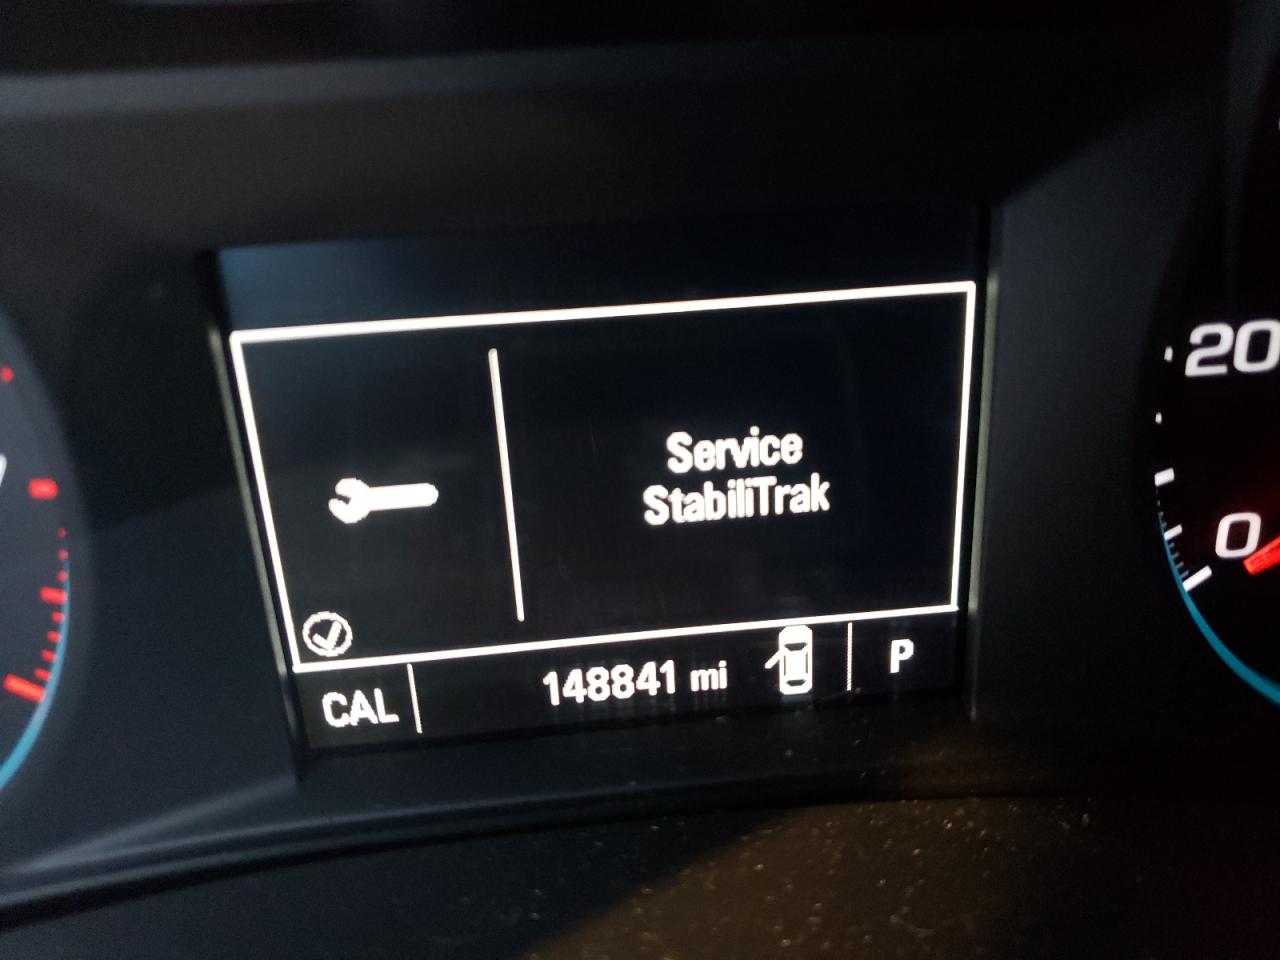 Service
StabiliTrak
CAL
148841 mi
P
20
0